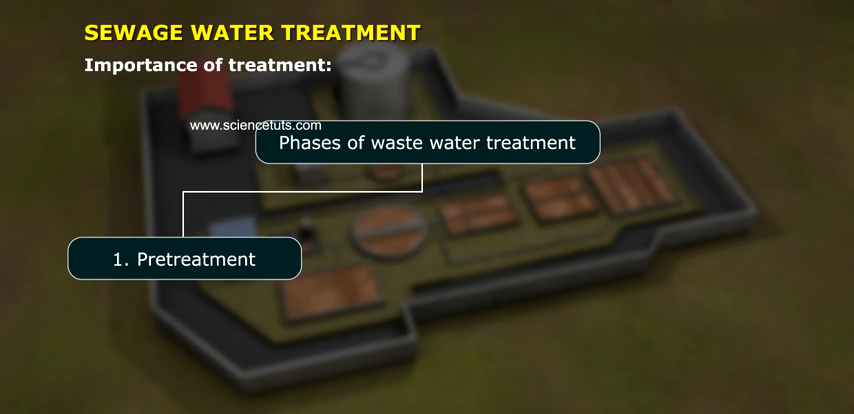 SEWAGE WATER TREATMENT
Importance of treatment:
www.sciencetuts.com
Phases of waste water treatment
1. Pretreatment